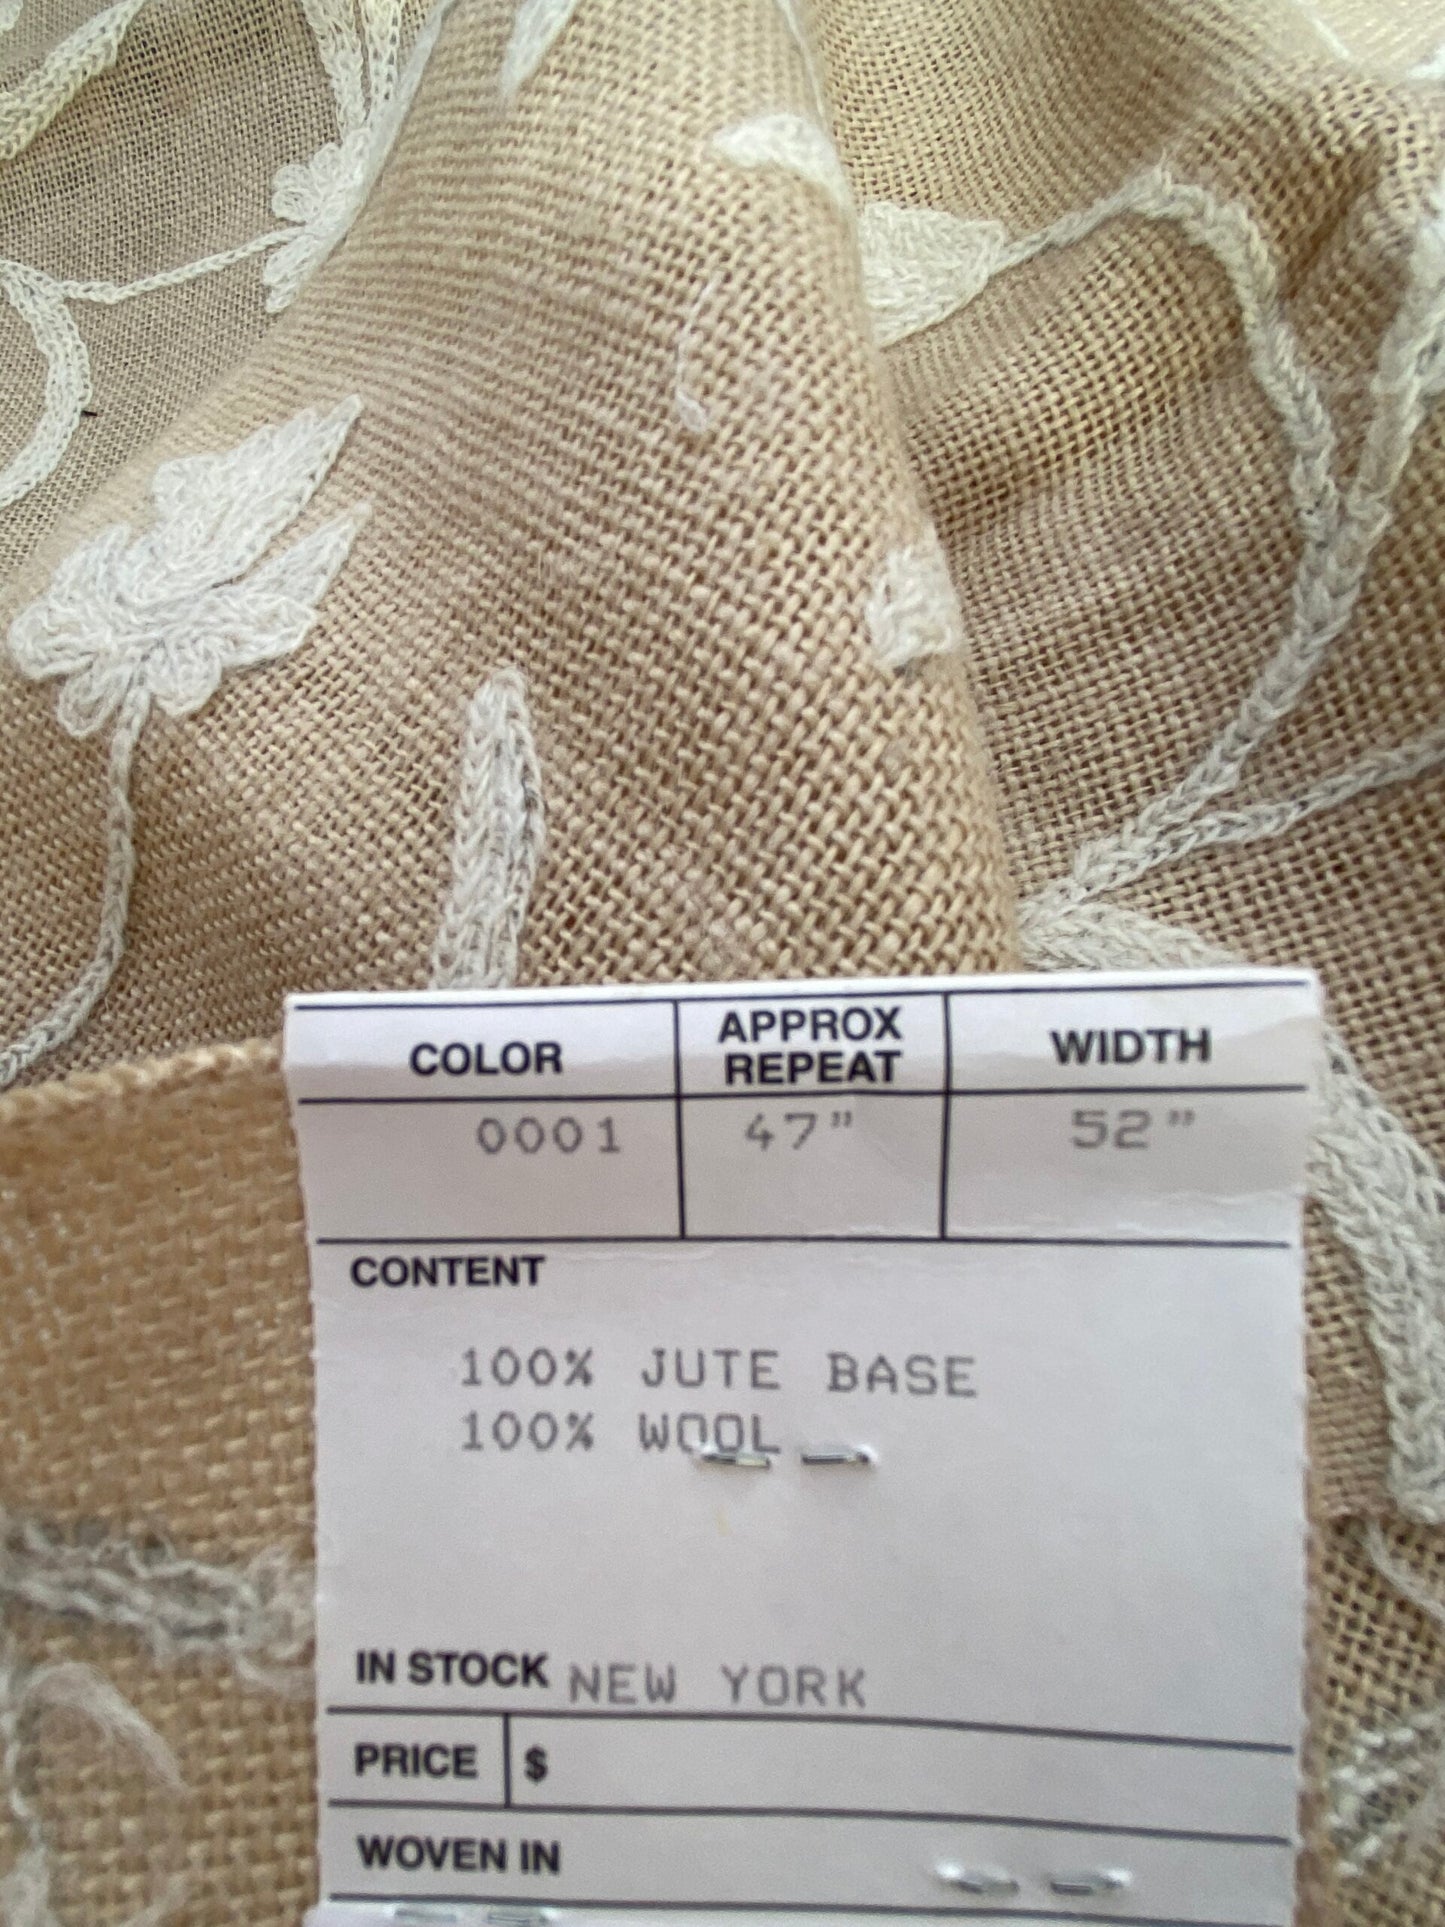 COLOR
APPROX REPEAT
WIDTH
0001
47"
52"
CONTENT
100% JUTE BASE
100% WOOL
IN STOCK NEW YORK
PRICE $
WOVEN IN